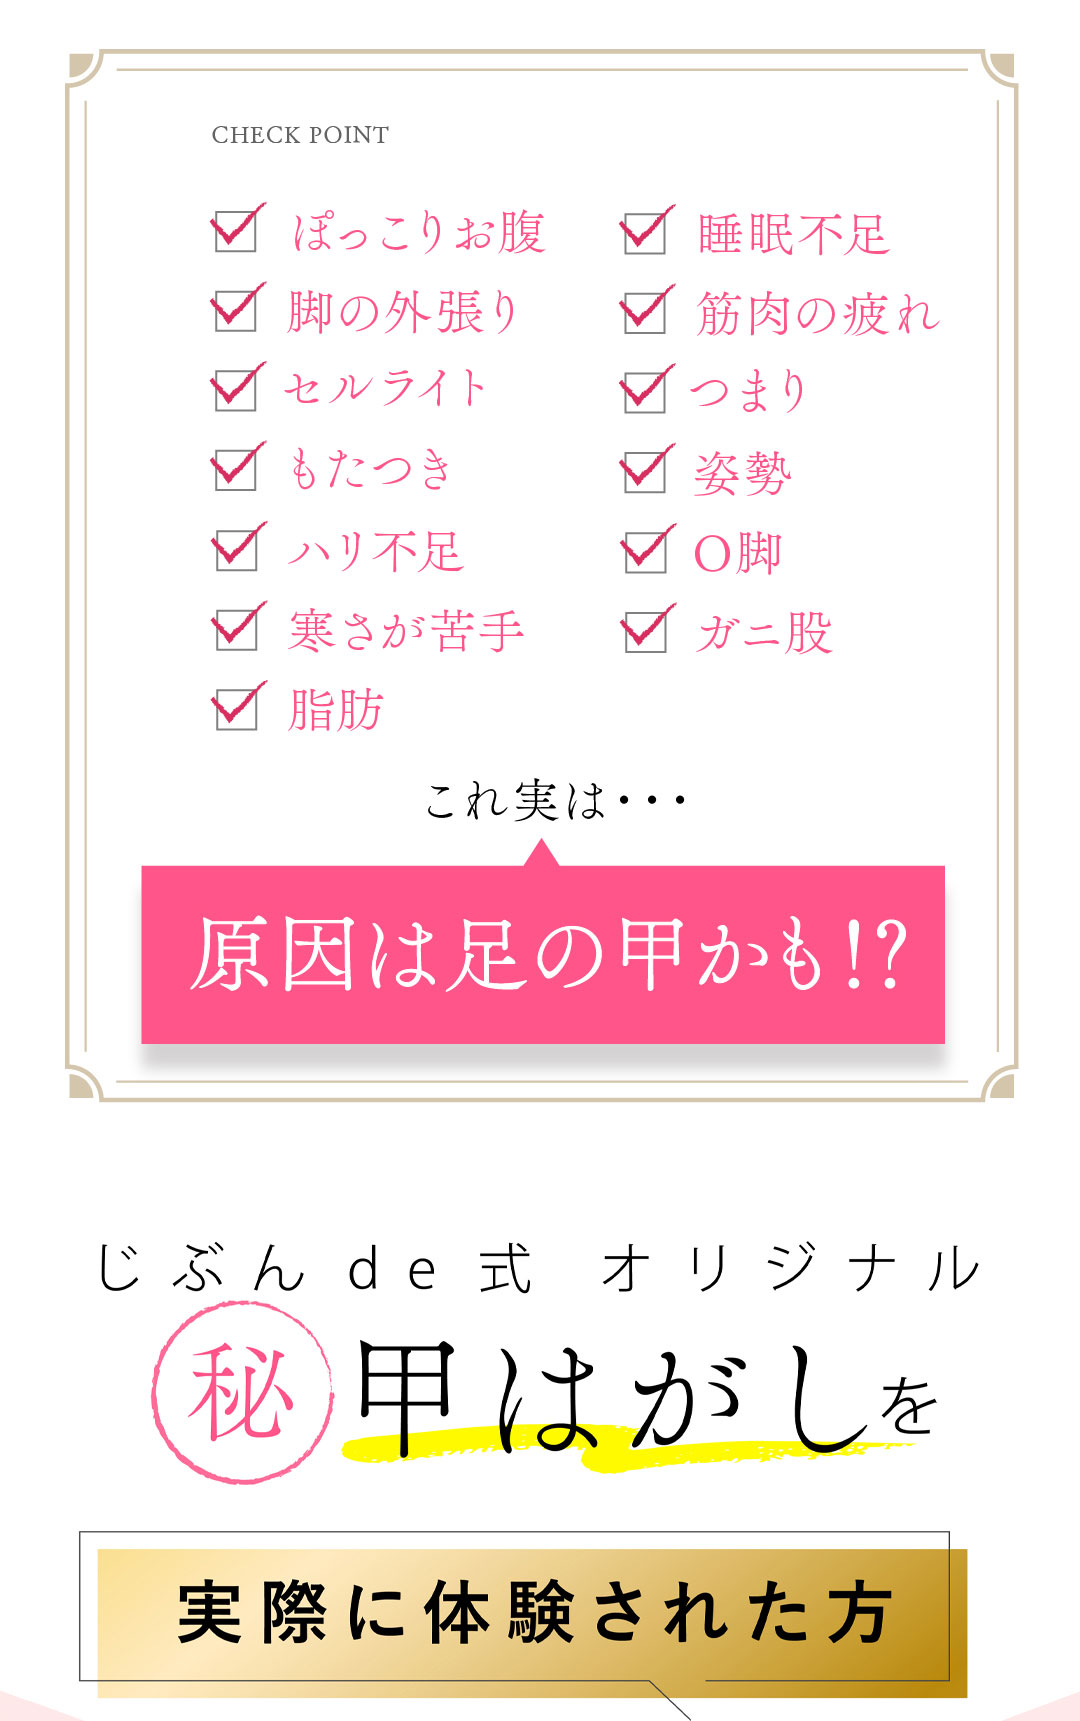 CHECK POINT
ぽっこりお腹
脚の外張り
セルライト
もたつき
ハリ不足
寒さが苦手
脂肪
睡眠不足
筋肉の疲れ
つまり
姿勢
O脚
ガニ股
これ実は・・・
原因は足の甲かも!?
じぶんde式 オリジナル
秘 甲はがしを
実際に体験された方